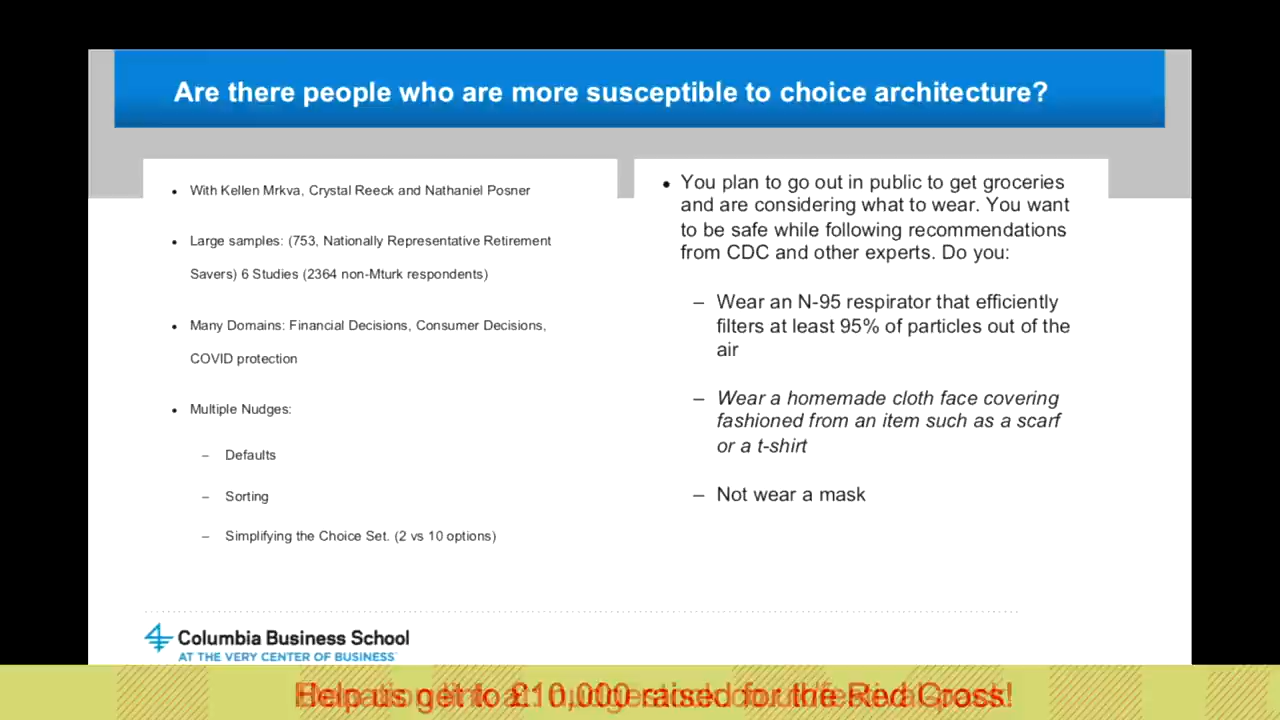 Are there people who are more susceptible to choice architecture?
• With Kellen Mrkva, Crystal Reeck and Nathaniel Posner
• Large samples: (753, Nationally Representative Retirement
Savers) 6 Studies (2364 non-Mturk respondents)
• Many Domains: Financial Decisions, Consumer Decisions,
COVID protection
• Multiple Nudges:
– Defaults
– Sorting
– Simplifying the Choice Set. (2 vs 10 options)
• You plan to go out in public to get groceries
and are considering what to wear. You want
to be safe while following recommendations
from CDC and other experts. Do you:
– Wear an N-95 respirator that efficiently
filters at least 95% of particles out of the
air
– Wear a homemade cloth face covering
fashioned from an item such as a scarf
or a t-shirt
– Not wear a mask
Columbia Business School
AT THE VERY CENTER OF BUSINESS
Help us get to £10,000 raised for the Red Cross!